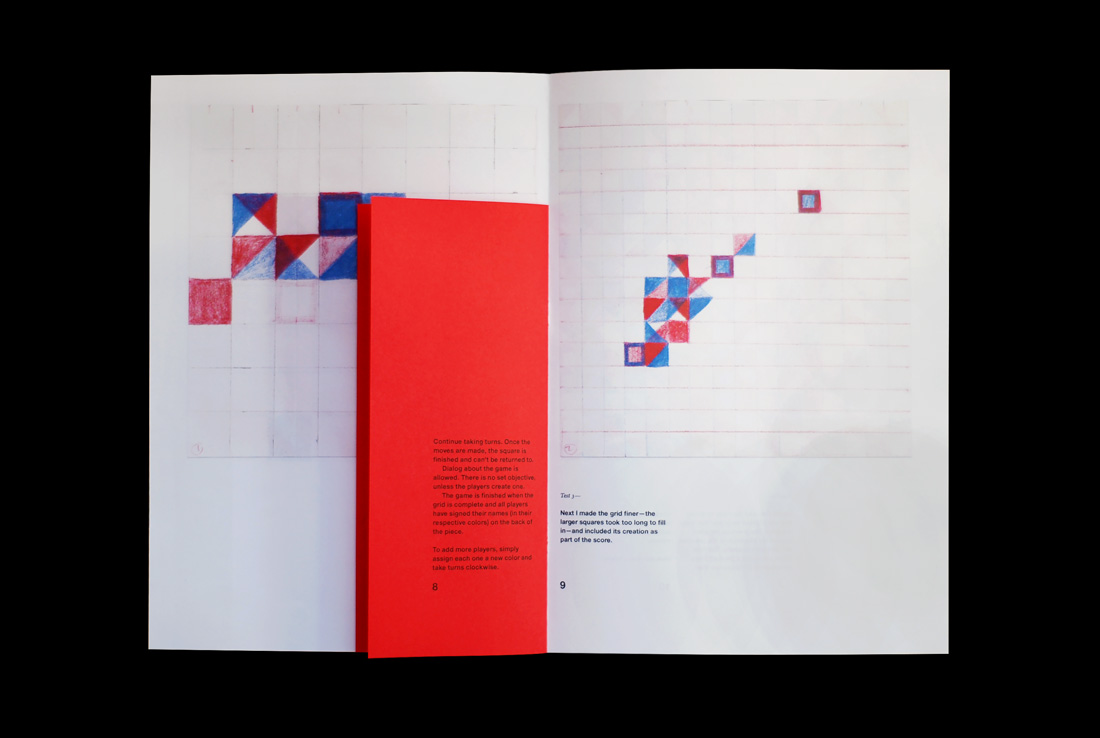 Continue taking turns. Once the
moves are made, the square is
finished and can't be returned to.
Dialog about the game is
allowed. There is no set objective,
unless the players create one.
The game is finished when the
grid is complete and all players
have signed their names (in their
respective colors) on the back of
the piece.
To add more players, simply
assign each one a new color and
take turns clockwise.
8
Test 3—
Next I made the grid finer—the
larger squares took too long to fill
in—and included its creation as
part of the score.
9